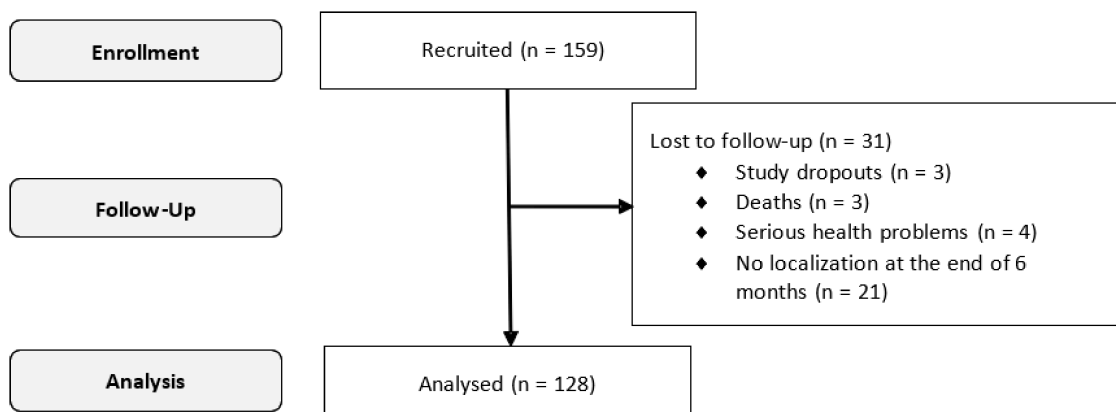 Enrollment
Recruited (n = 159)
Lost to follow-up (n = 31)
♦ Study dropouts (n = 3)
♦ Deaths (n = 3)
♦ Serious health problems (n = 4)
♦ No localization at the end of 6
months (n = 21)
Follow-Up
Analysis
Analysed (n = 128)